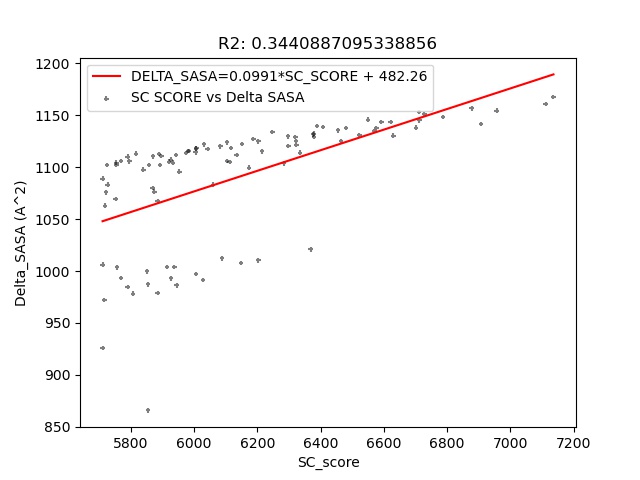 R2: 0.3440887095338856
DELTA_SASA=0.0991*SC_SCORE + 482.26
SC SCORE vs Delta SASA
Delta_SASA (A^2)
1200
1150
1100
1050
1000
950
900
850
5800 6000 6200 6400 6600 6800 7000 7200
SC_score